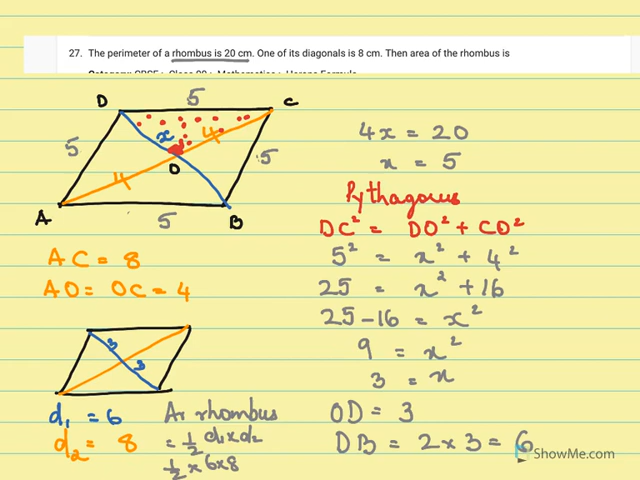 27. The perimeter of a rhombus is 20 cm. One of its diagonals is 8 cm. Then area of the rhombus is
D
5
C
5
x
4
5
4
O
A
5
B
4x = 20
x = 5
Pythagorus
DC² = DO² + CO²
5² = x² + 4²
25 = x² + 16
25-16 = x²
9 = x²
3 = x
OD = 3
DB = 2 × 3 = 6
AC = 8
AO = OC = 4
3
3
d₁ = 6
d₂ = 8
Ar rhombus
= ½ d₁ x d₂
½ x 6 x 8
ShowMe.com